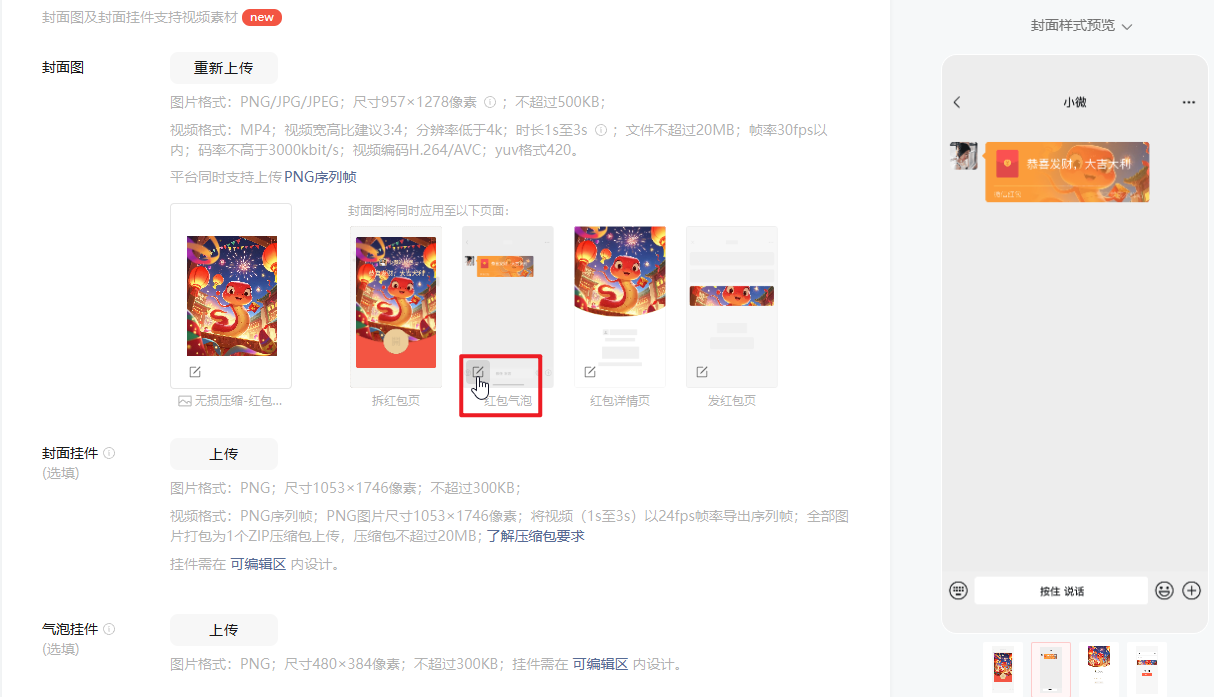 封面图及封面挂件支持视频素材 new
封面样式预览
封面图
重新上传
图片格式：PNG/JPG/JPEG；尺寸957×1278像素 ；不超过500KB；
视频格式：MP4；视频宽高比建议3:4；分辨率低于4k；时长1s至3s ；文件不超过20MB；帧率30fps以
内；码率不高于3000kbit/s；视频编码H.264/AVC；yuv格式420。
平台同时支持上传 PNG序列帧
封面图将同时应用至以下页面：
恭喜发财，大吉大利
无损压缩-红包...
拆红包页
红包气泡
红包详情页
发红包页
封面挂件
(选填)
上传
图片格式：PNG；尺寸1053×1746像素；不超过300KB；
视频格式：PNG序列帧；PNG图片尺寸1053×1746像素；将视频（1s至3s）以24fps帧率导出序列帧；全部图
片打包为1个ZIP压缩包上传，压缩包不超过20MB；了解压缩包要求
挂件需在 可编辑区 内设计。
气泡挂件
(选填)
上传
图片格式：PNG；尺寸480×384像素；不超过300KB；挂件需在 可编辑区 内设计。
小微
恭喜发财，大吉大利
微信红包
按住 说话